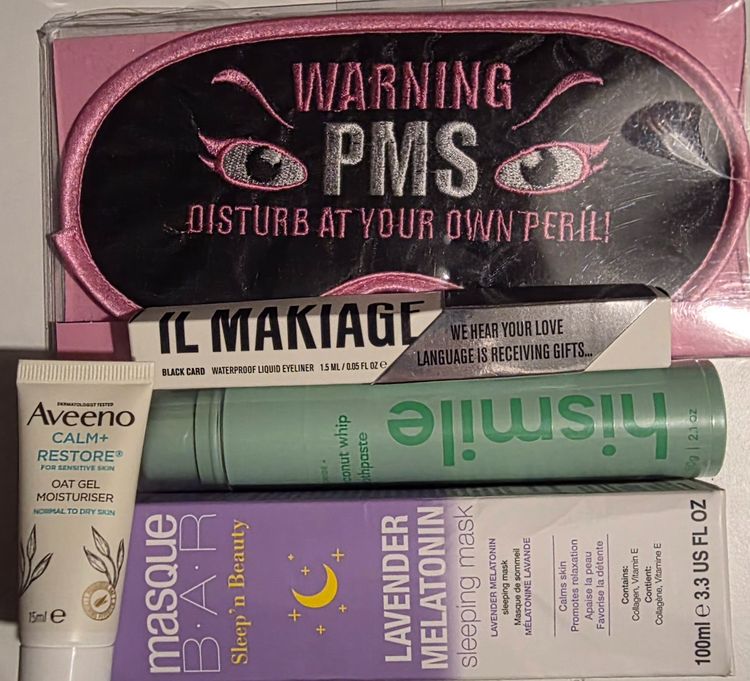 WARNING
PMS
DISTURB AT YOUR OWN PERIL!
IL MAKIAGE
BLACK CARD WATERPROOF LIQUID EYELINER 1.5 ML / 0.05 FL OZ e
WE HEAR YOUR LOVE
LANGUAGE IS RECEIVING GIFTS...
DERMATOLOGIST TESTED
Aveeno
CALM+
RESTORE®
FOR SENSITIVE SKIN
OAT GEL
MOISTURISER
NORMAL TO DRY SKIN
15ml e
hismile
conut whip
othpaste
0g | 2.1 oz
masque
B·A·R
Sleep'n Beauty
LAVENDER
MELATONIN
sleeping mask
LAVENDER MELATONIN
sleeping mask
Masque de sommeil
MÉLATONINE LAVANDE
Calms skin
Promotes relaxation
Apaise la peau
Favorise la détente
Contains:
Collagen, Vitamin E
Contient:
Collagène, Vitamine E
100ml e 3.3 US FL OZ